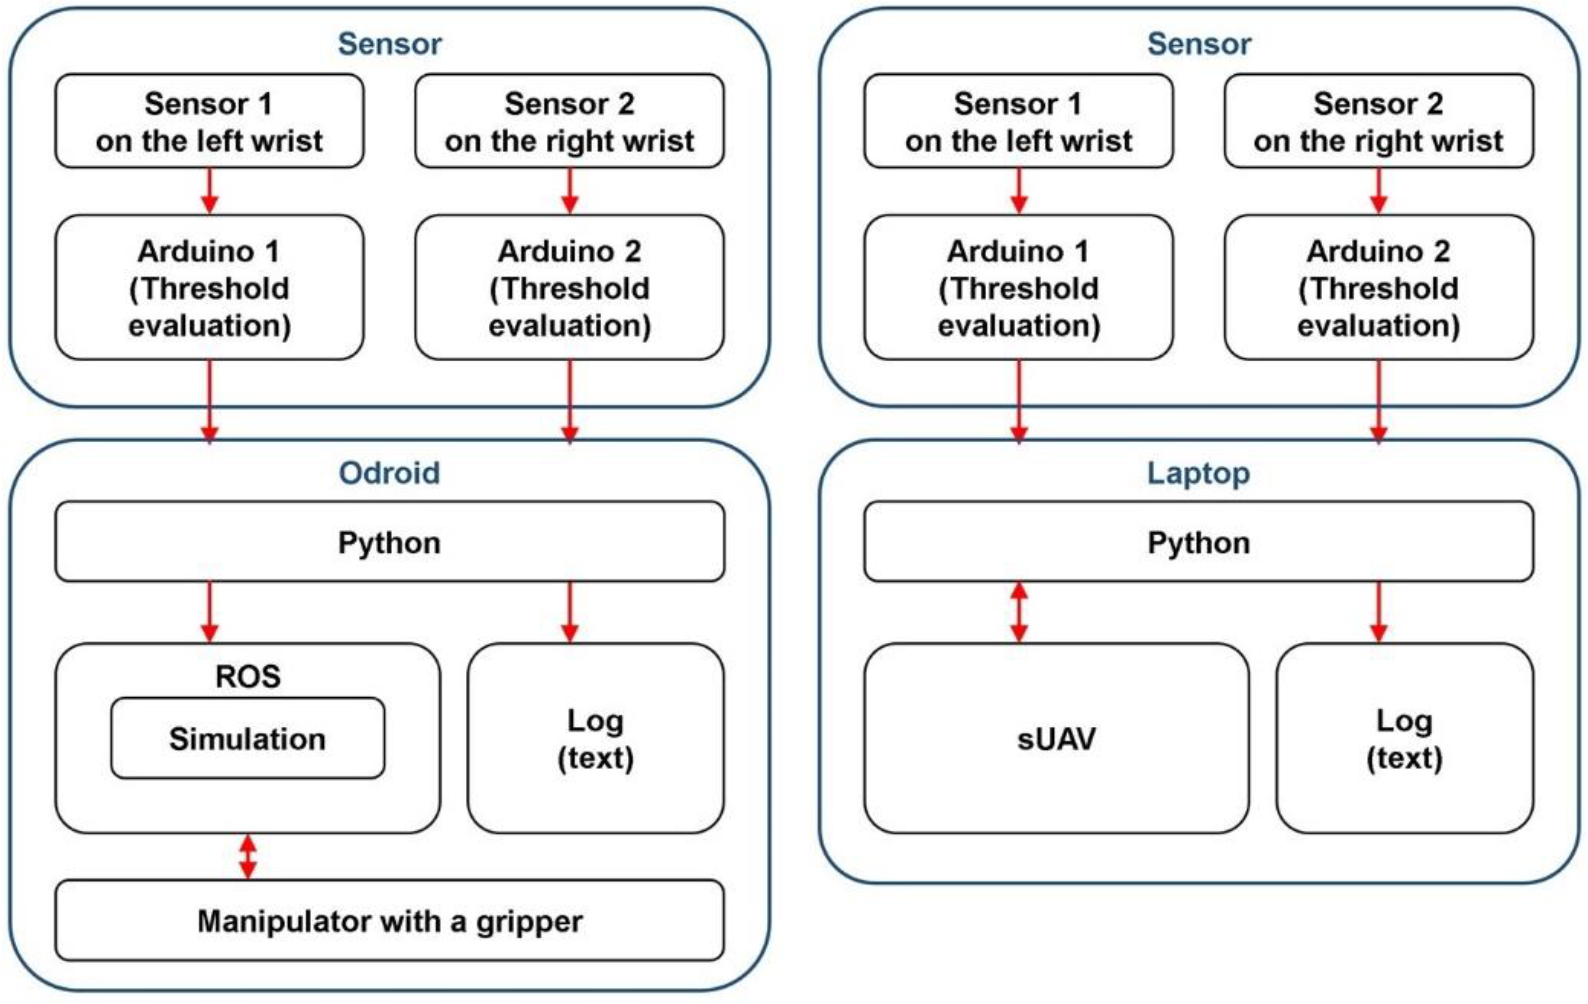 Sensor
Sensor 1
on the left wrist
Sensor 2
on the right wrist
Arduino 1
(Threshold
evaluation)
Arduino 2
(Threshold
evaluation)
Odroid
Python
ROS
Simulation
Log
(text)
Manipulator with a gripper
Sensor
Sensor 1
on the left wrist
Sensor 2
on the right wrist
Arduino 1
(Threshold
evaluation)
Arduino 2
(Threshold
evaluation)
Laptop
Python
sUAV
Log
(text)